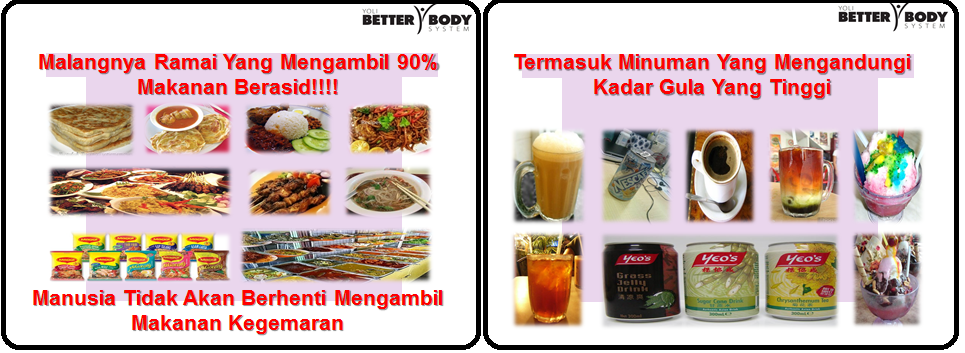 YOLI
BETTER BODY
SYSTEM
Malangnya Ramai Yang Mengambil 90%
Makanan Berasid!!!!
Manusia Tidak Akan Berhenti Mengambil
Makanan Kegemaran
YOLI
BETTER BODY
SYSTEM
Termasuk Minuman Yang Mengandungi
Kadar Gula Yang Tinggi
NESCAFE
YEO'S
Grass
Jelly
Drink
YEO'S
Sugar Cane Drink
YEO'S
Chrysanthemum Tea